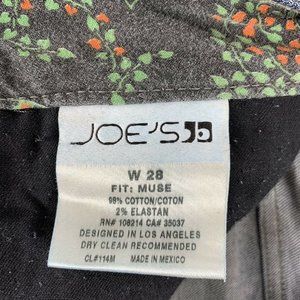 JOE'S
W 28
FIT: MUSE
98% COTTON/COTON
2% ELASTAN
RN# 108214 CA# 35037
DESIGNED IN LOS ANGELES
DRY CLEAN RECOMMENDED
CL#114M MADE IN MEXICO